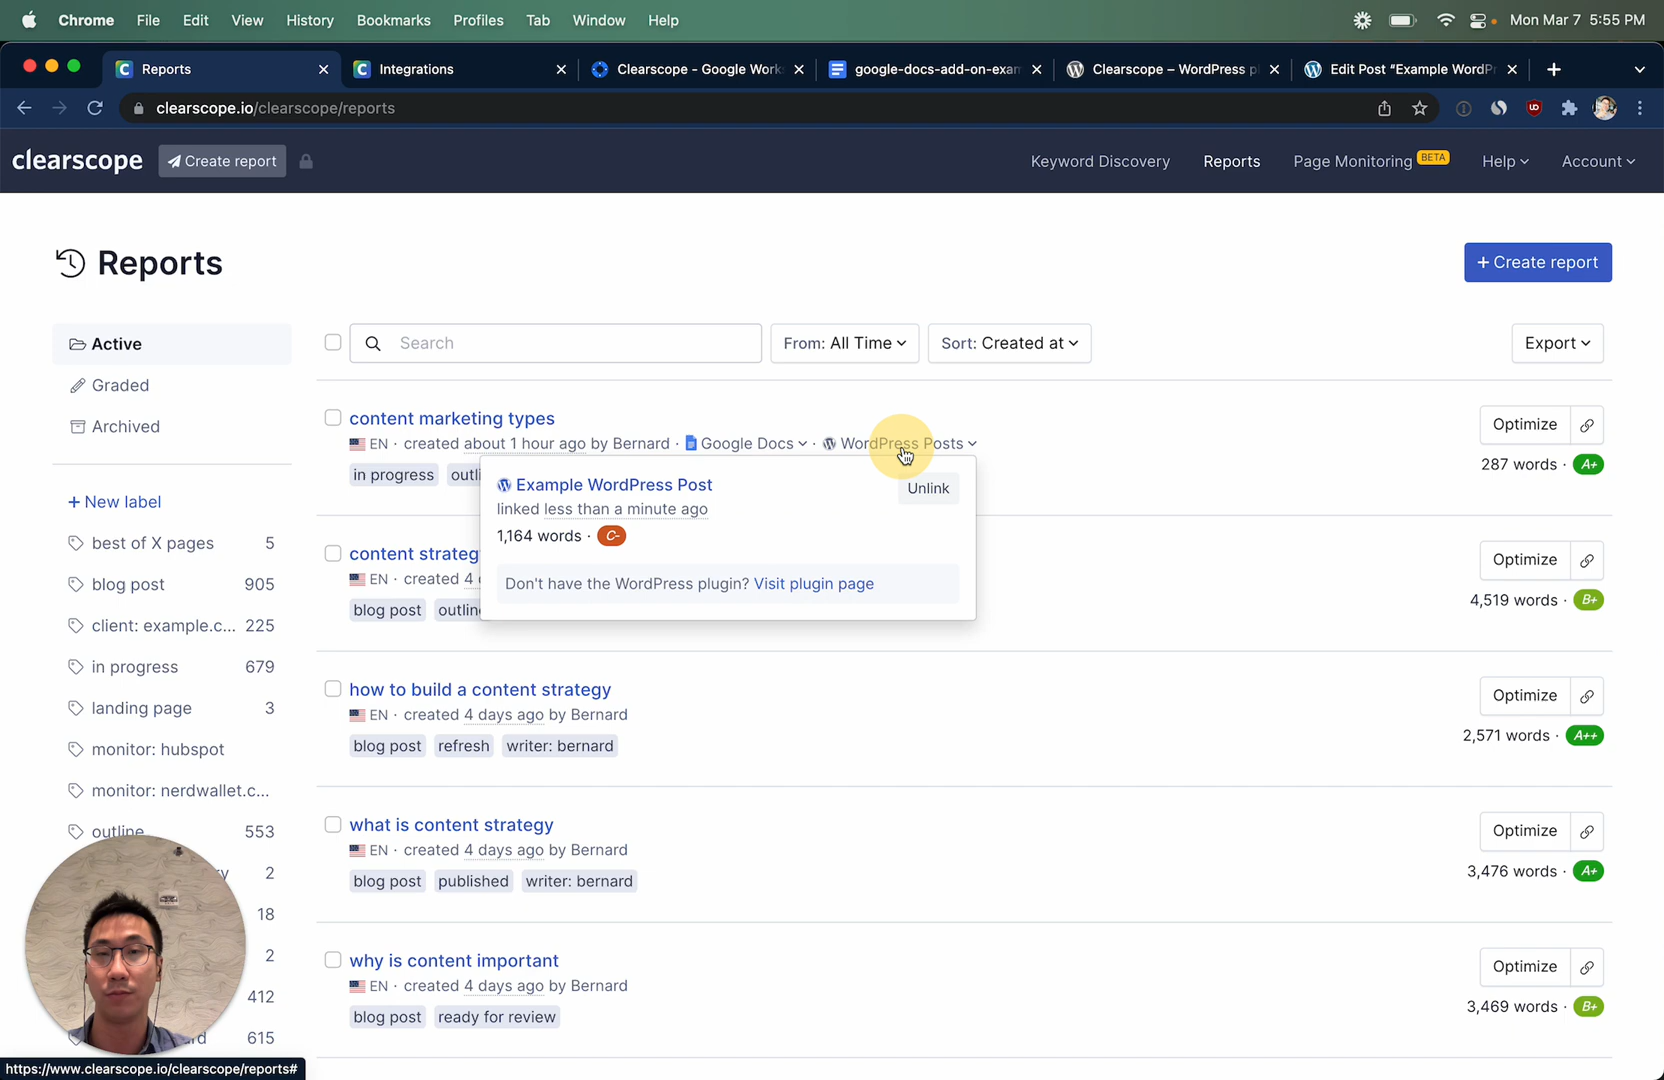 Chrome File Edit View History Bookmarks Profiles Tab Window Help Mon Mar 7 5:55 PM
Reports Integrations Clearscope - Google Work Clearscope – WordPress pl Edit Post “Example WordPr
clearscope.io/clearscope/reports
clearscope Create report Keyword Discovery Reports Page Monitoring BETA Help Account
Reports
+ Create report
Active
Search
From: All Time
Sort: Created at
Export
Graded
Archived
+ New label
best of X pages 5
blog post 905
client: example.c... 225
in progress 679
landing page 3
monitor: hubspot
monitor: nerdwallet.c...
outline 553
2
18
2
412
615
content marketing types
EN · created about 1 hour ago by Bernard · Google Docs · WordPress Posts
in progress
Optimize
287 words · A+
Example WordPress Post
Unlink
linked less than a minute ago
1,164 words · C-
Don't have the WordPress plugin? Visit plugin page
content strateg
EN · created 4
blog post
Optimize
4,519 words · B+
how to build a content strategy
EN · created 4 days ago by Bernard
blog post refresh writer: bernard
Optimize
2,571 words · A++
what is content strategy
EN · created 4 days ago by Bernard
blog post published writer: bernard
Optimize
3,476 words · A+
why is content important
EN · created 4 days ago by Bernard
blog post ready for review
Optimize
3,469 words · B+
https://www.clearscope.io/clearscope/reports#